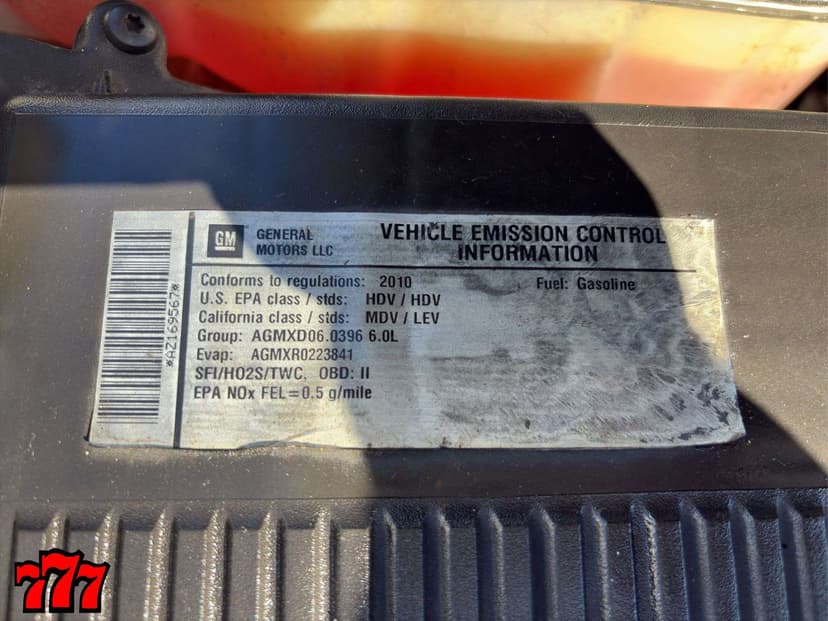 GM
GENERAL
MOTORS LLC
VEHICLE EMISSION CONTROL
INFORMATION
Conforms to regulations: 2010 Fuel: Gasoline
U.S. EPA class / stds: HDV / HDV
California class / stds: MDV / LEV
Group: AGMXD06.0396 6.0L
Evap: AGMXR0223841
SFI/HO2S/TWC, OBD: II
EPA NOx FEL=0.5 g/mile
*AZ169567*
777